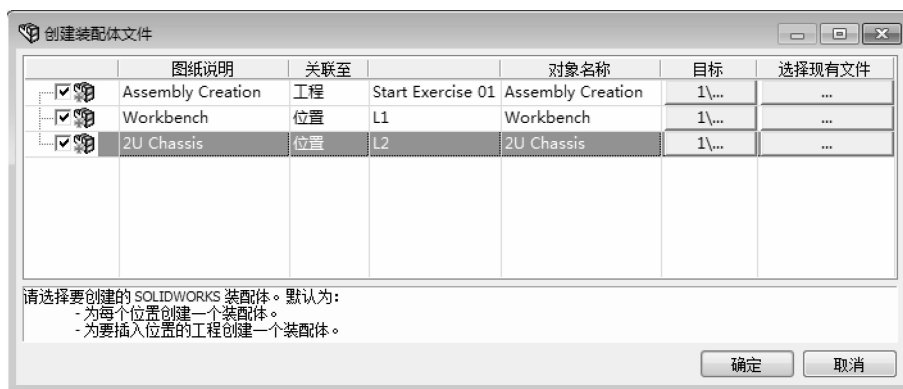 创建装配体文件
图纸说明 关联至 对象名称 目标 选择现有文件
Assembly Creation 工程 Start Exercise 01 Assembly Creation 1\... ...
Workbench 位置 L1 Workbench 1\... ...
2U Chassis 位置 L2 2U Chassis 1\... ...
请选择要创建的 SOLIDWORKS 装配体。默认为：
- 为每个位置创建一个装配体。
- 为要插入位置的工程创建一个装配体。
确定 取消